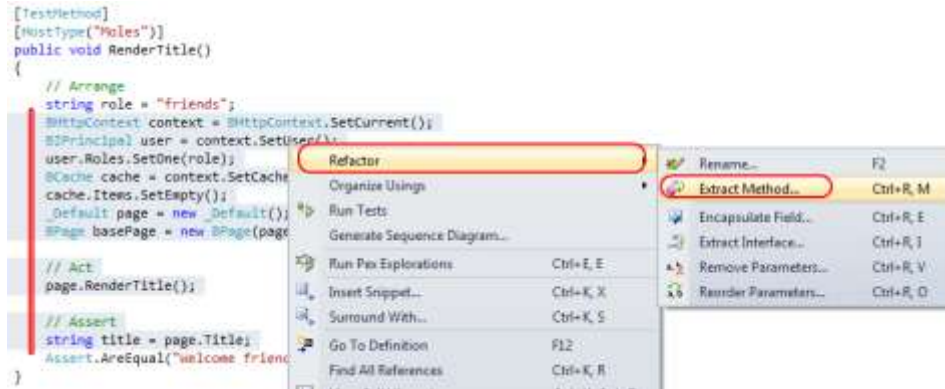 [TestMethod]
[HostType("Moles")]
public void RenderTitle()
{
// Arrange
string role = "friends";
BHttpContext context = BHttpContext.SetCurrent();
BIPrincipal user = context.SetUser();
user.Roles.SetOne(role);
BCache cache = context.SetCache
cache.Items.SetEmpty();
_Default page = new _Default();
BPage basePage = new BPage(page
// Act
page.RenderTitle();
// Assert
string title = page.Title;
Assert.AreEqual("welcome friend
}
Refactor
Organize Usings
Run Tests
Generate Sequence Diagram...
Run Pex Explorations Ctrl+E, E
Insert Snippet... Ctrl+K, X
Surround With... Ctrl+K, S
Go To Definition F12
Find All References Ctrl+K, R
Rename... F2
Extract Method... Ctrl+R, M
Encapsulate Field... Ctrl+R, E
Extract Interface... Ctrl+R, I
Remove Parameters... Ctrl+R, V
Reorder Parameters... Ctrl+R, O